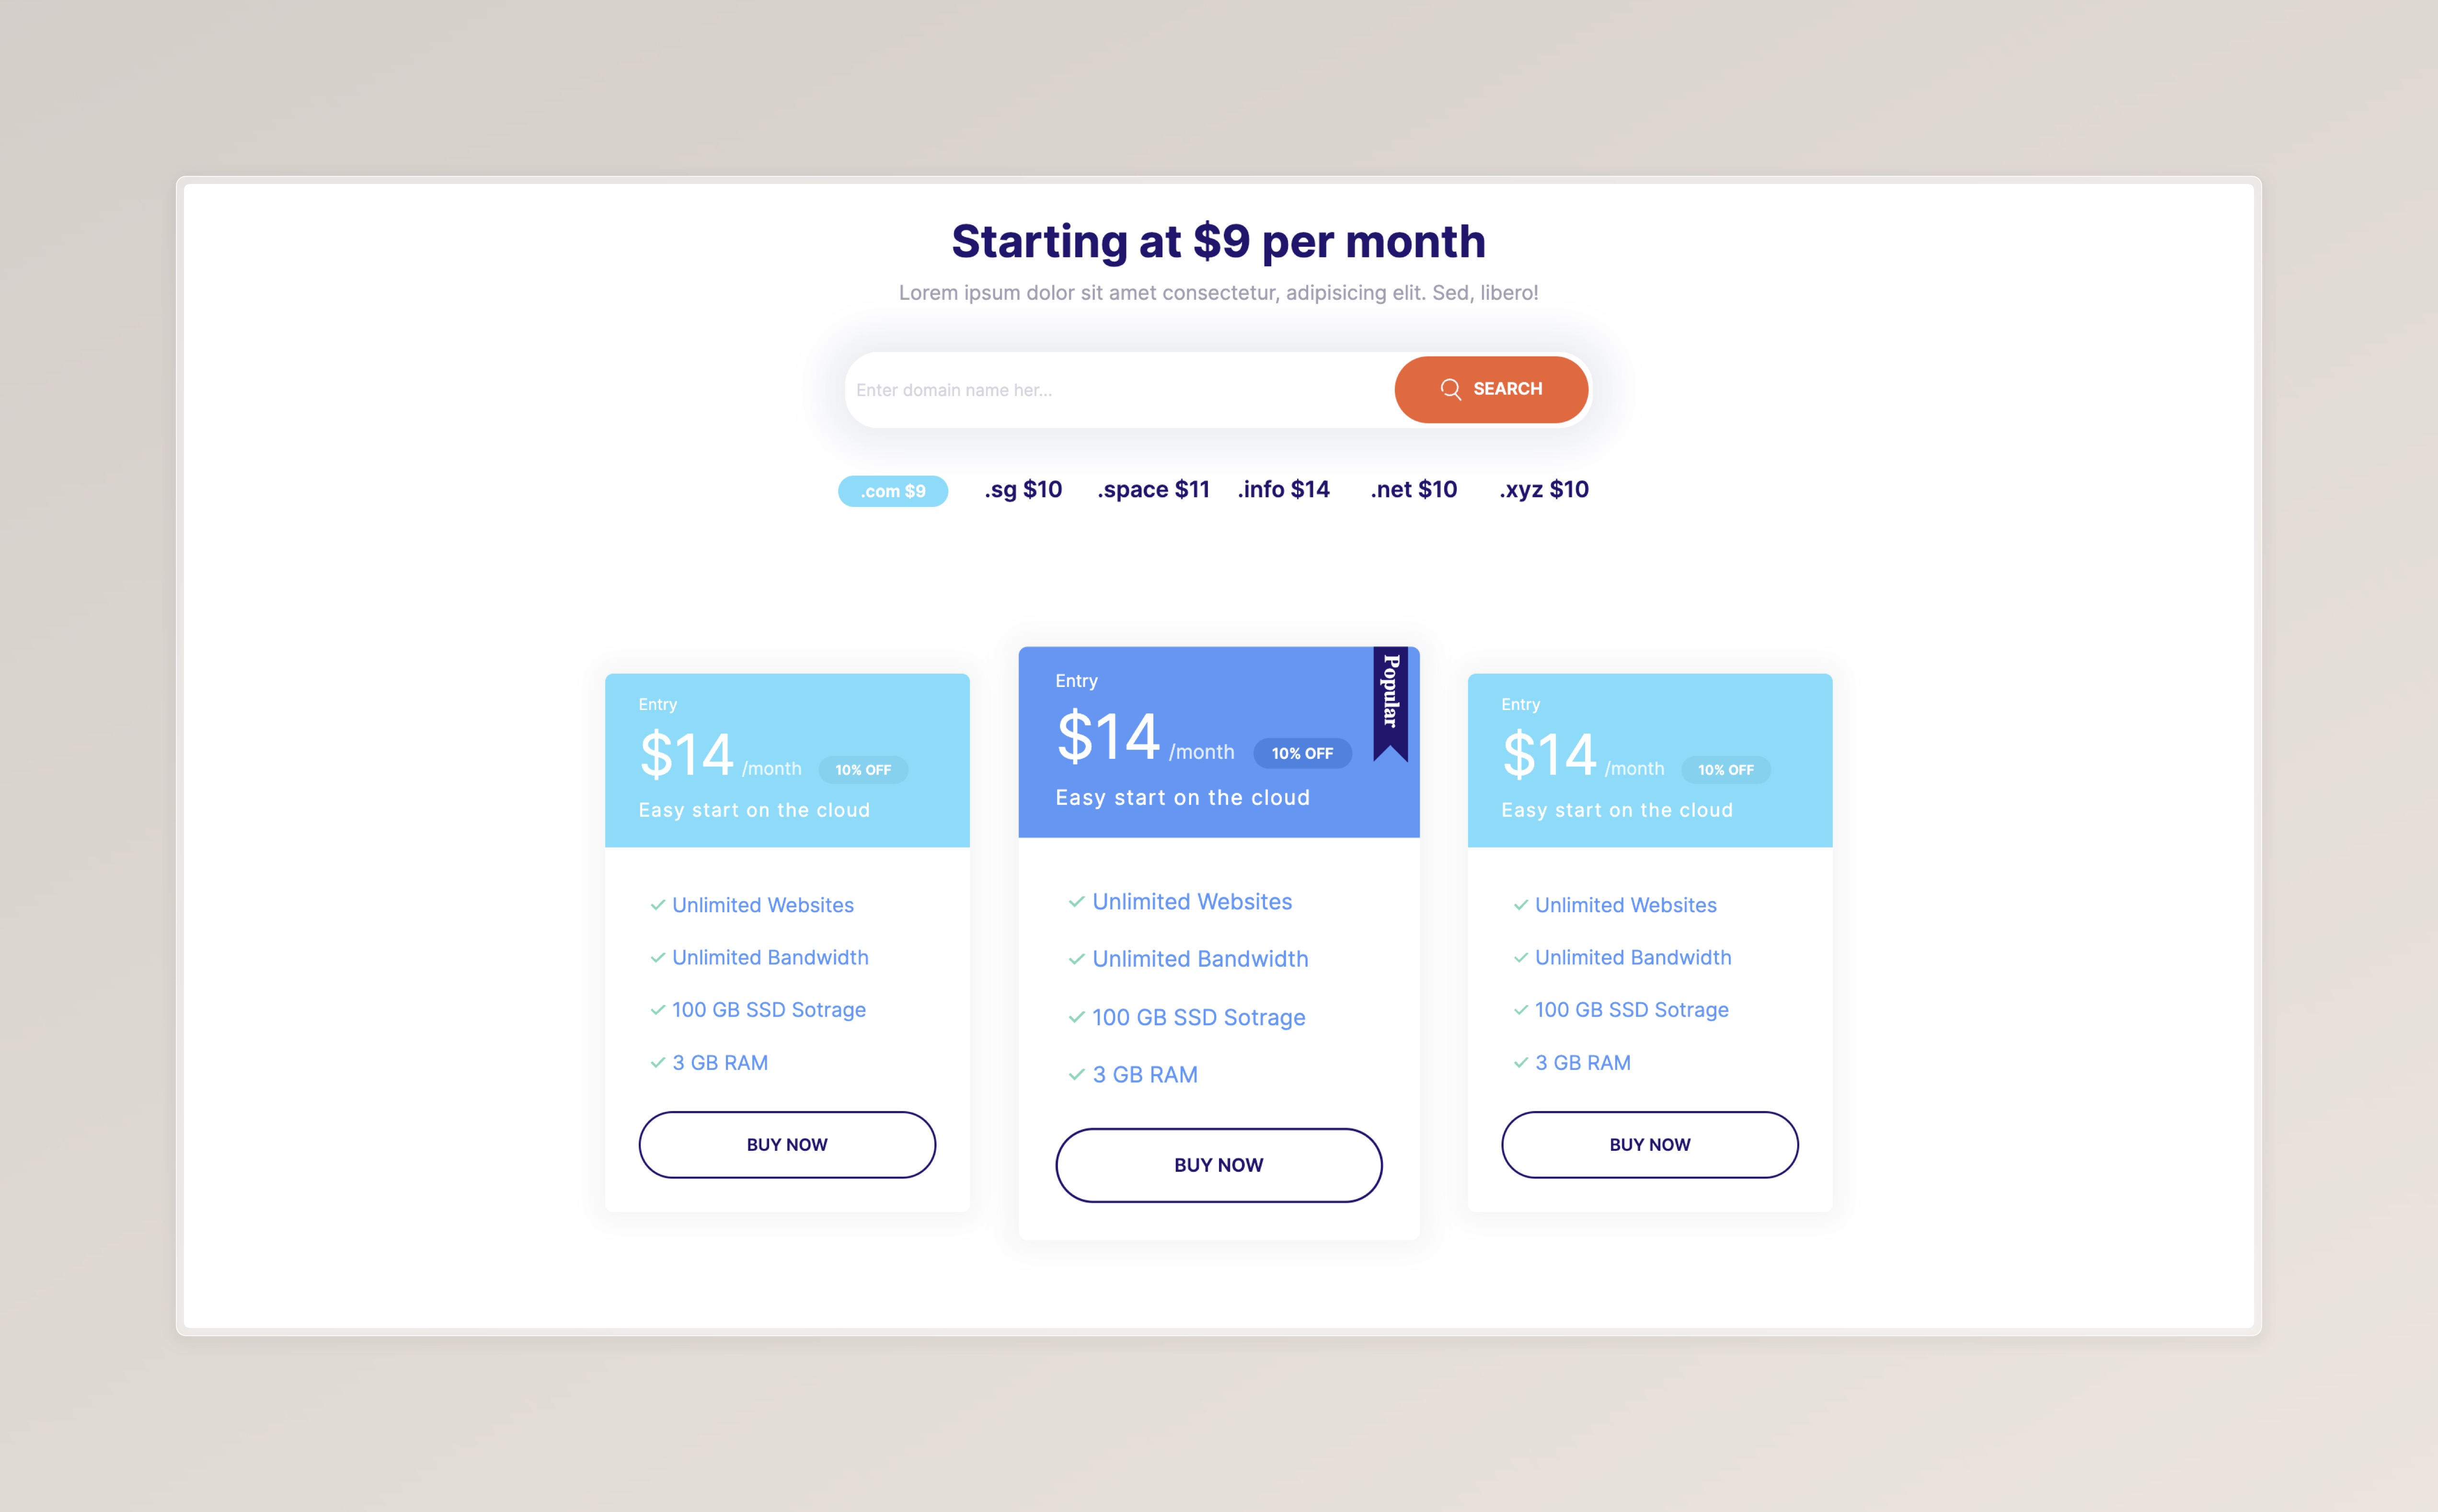 Starting at $9 per month
Lorem ipsum dolor sit amet consectetur, adipisicing elit. Sed, libero!
Enter domain name her...
SEARCH
.com $9
.sg $10
.space $11
.info $14
.net $10
.xyz $10
Entry
$14 /month 10% OFF
Easy start on the cloud
Unlimited Websites
Unlimited Bandwidth
100 GB SSD Sotrage
3 GB RAM
BUY NOW
Popular
Entry
$14 /month 10% OFF
Easy start on the cloud
Unlimited Websites
Unlimited Bandwidth
100 GB SSD Sotrage
3 GB RAM
BUY NOW
Entry
$14 /month 10% OFF
Easy start on the cloud
Unlimited Websites
Unlimited Bandwidth
100 GB SSD Sotrage
3 GB RAM
BUY NOW